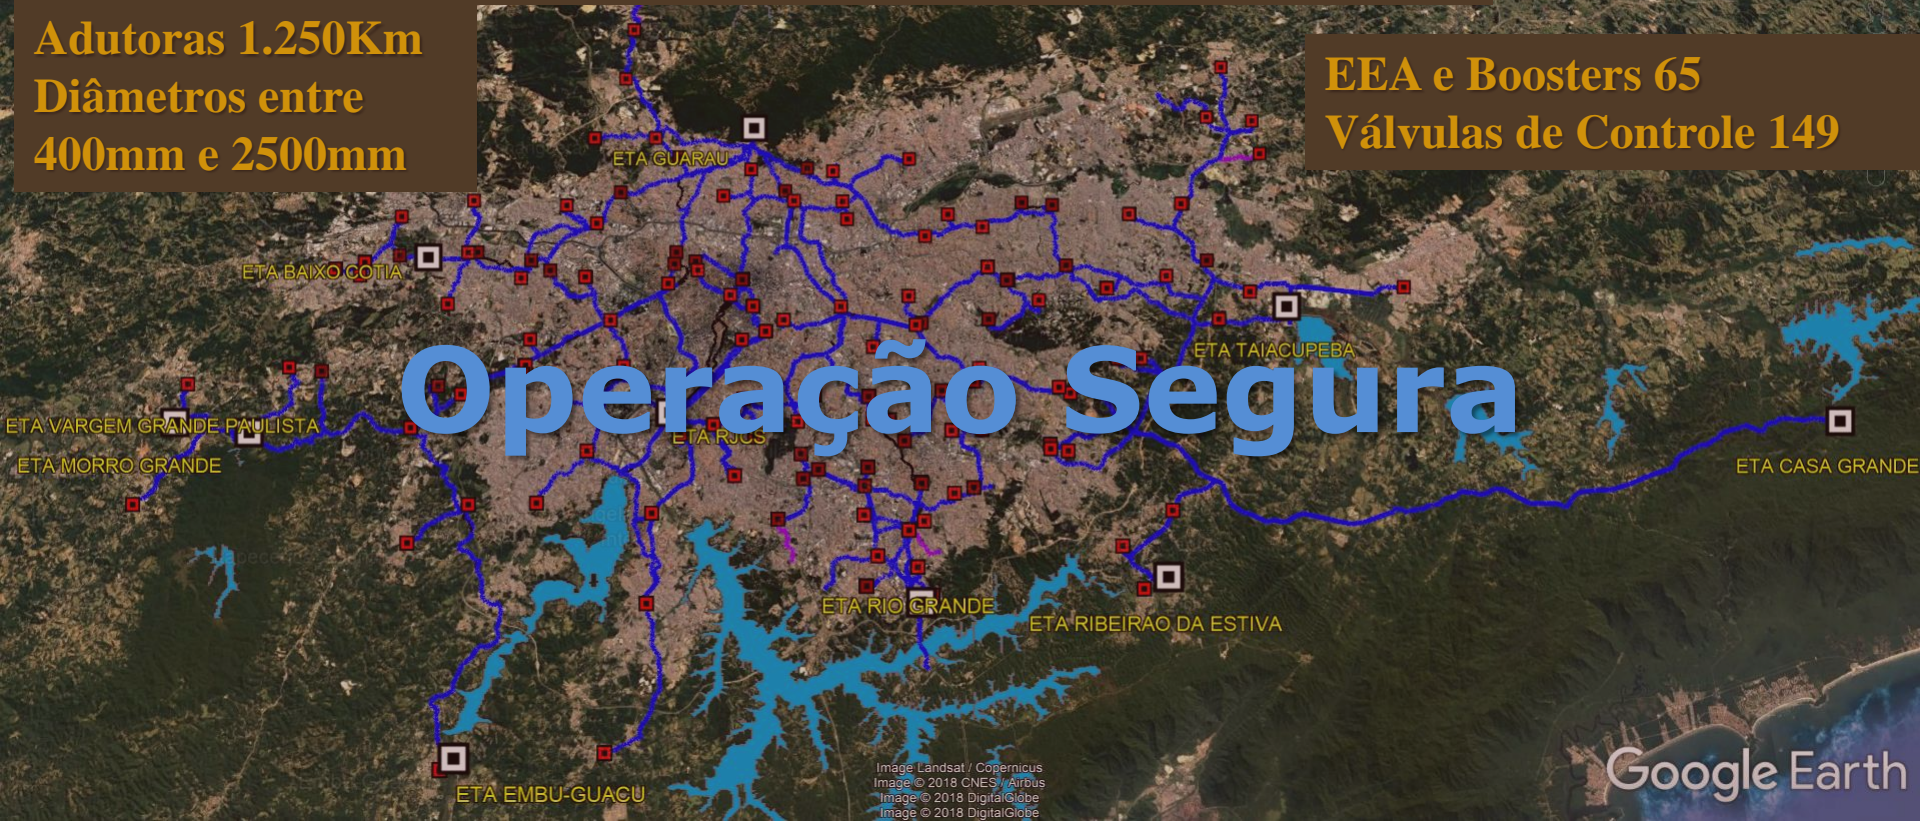 Adutoras 1.250Km
Diâmetros entre
400mm e 2500mm
EEA e Boosters 65
Válvulas de Controle 149
ETA GUARAU
ETA BAIXO COTIA
ETA TAIACUPEBA
Operação Segura
ETA VARGEM GRANDE PAULISTA
ETA RJCS
ETA MORRO GRANDE
ETA CASA GRANDE
ETA RIO GRANDE
ETA RIBEIRAO DA ESTIVA
ETA EMBU-GUACU
Image Landsat / Copernicus
Image © 2018 CNES / Airbus
Image © 2018 DigitalGlobe
Image © 2018 DigitalGlobe
Google Earth